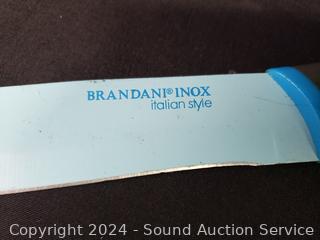 BRANDANI® INOX
italian style
Copyright 2024 - Sound Auction Service